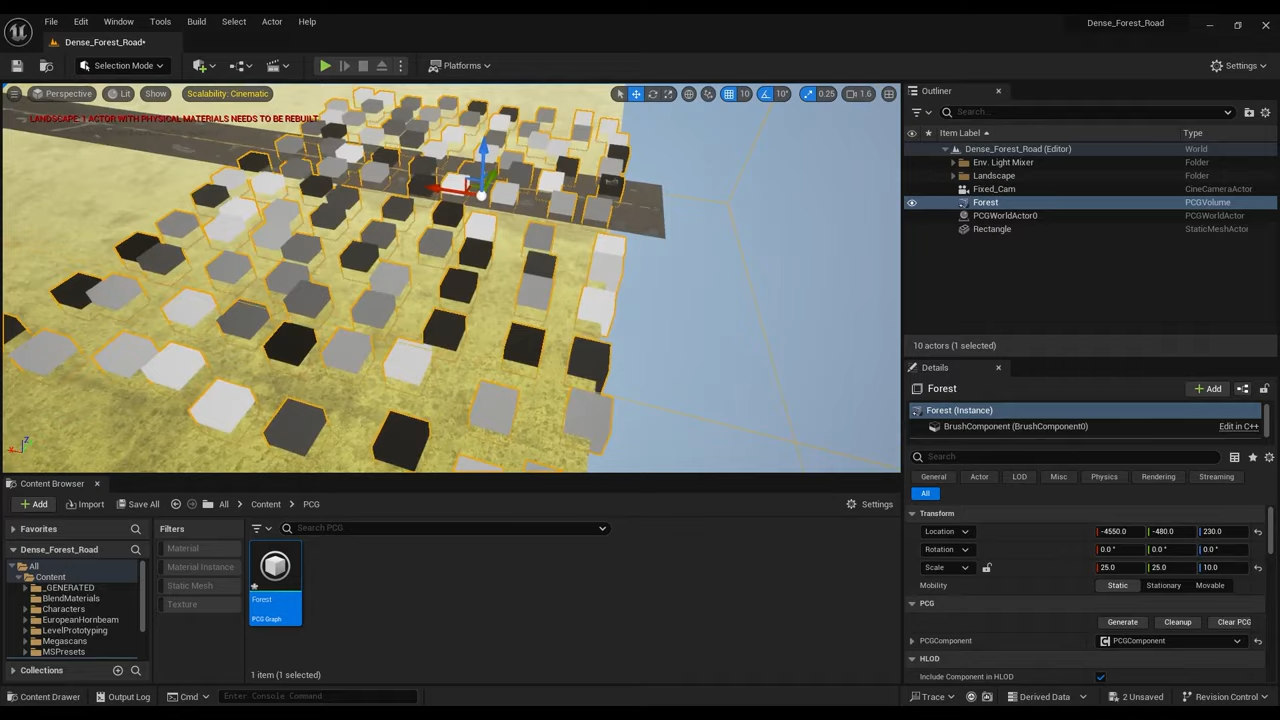 File Edit Window Tools Build Select Actor Help
Dense_Forest_Road
Dense_Forest_Road*
Selection Mode
Platforms
Settings
Perspective Lit Show Scalability: Cinematic
10 10° 0.25 1.6
LANDSCAPE: 1 ACTOR WITH PHYSICAL MATERIALS NEEDS TO BE REBUILT
Z
X
Outliner
Search...
Item Label Type
Dense_Forest_Road (Editor) World
Env. Light Mixer Folder
Landscape Folder
Fixed_Cam CineCameraActor
Forest PCGVolume
PCGWorldActor0 PCGWorldActor
Rectangle StaticMeshActor
10 actors (1 selected)
Details
Forest
Add
Forest (Instance)
BrushComponent (BrushComponent0) Edit in C++
Search
General Actor LOD Misc Physics Rendering Streaming
All
Transform
Location -4550.0 -480.0 230.0
Rotation 0.0 ° 0.0 ° 0.0 °
Scale 25.0 25.0 10.0
Mobility Static Stationary Movable
PCG
Generate Cleanup Clear PCG
PCGComponent PCGComponent
HLOD
Include Component in HLOD
Content Browser
Add Import Save All All Content PCG
Settings
Favorites
Dense_Forest_Road
All
Content
_GENERATED
BlendMaterials
Characters
EuropeanHornbeam
LevelPrototyping
Megascans
MSPresets
Collections
Filters
Material
Material Instance
Static Mesh
Texture
Search PCG
Forest
PCG Graph
1 item (1 selected)
Content Drawer Output Log Cmd Enter Console Command
Trace Derived Data 2 Unsaved Revision Control